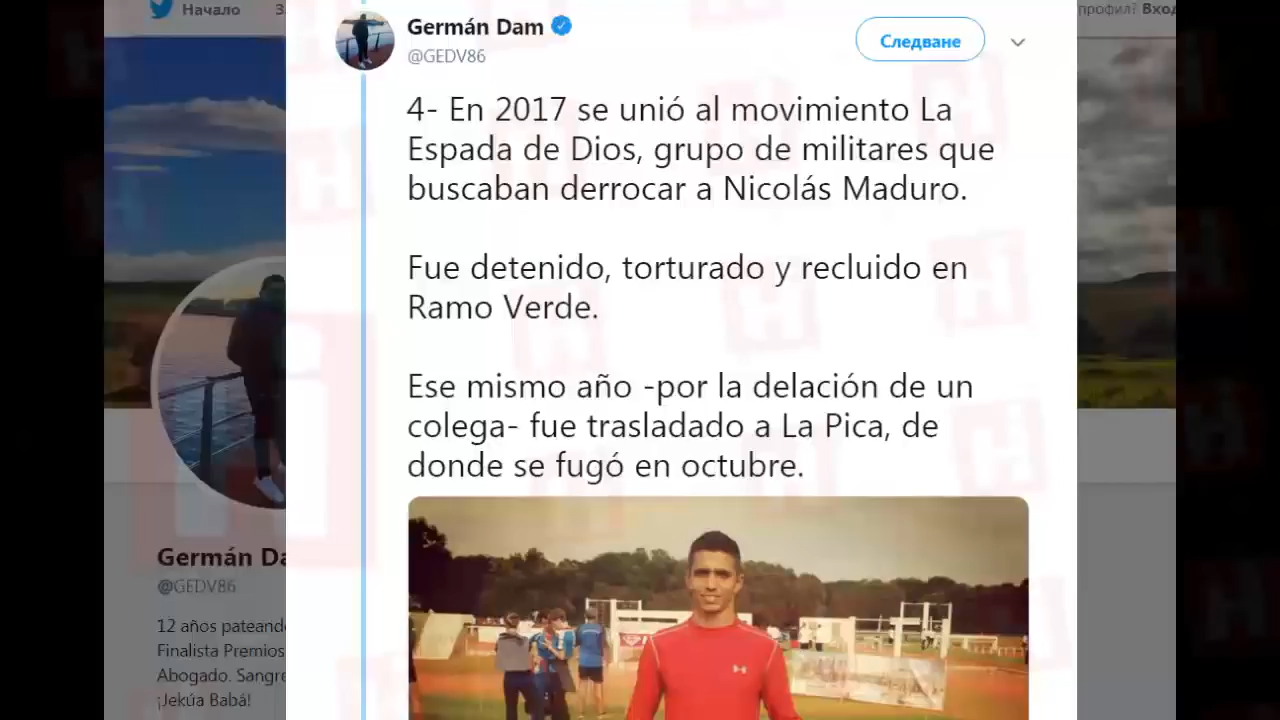 Начало
профил?
Germán Dam
Следване
@GEDV86
4- En 2017 se unió al movimiento La
Espada de Dios, grupo de militares que
buscaban derrocar a Nicolás Maduro.
Fue detenido, torturado y recluido en
Ramo Verde.
Ese mismo año -por la delación de un
colega- fue trasladado a La Pica, de
donde se fugó en octubre.
Germán
@GEDV86
12 años
Finalista Premios
Abogado.
¡Jekúa Babá!